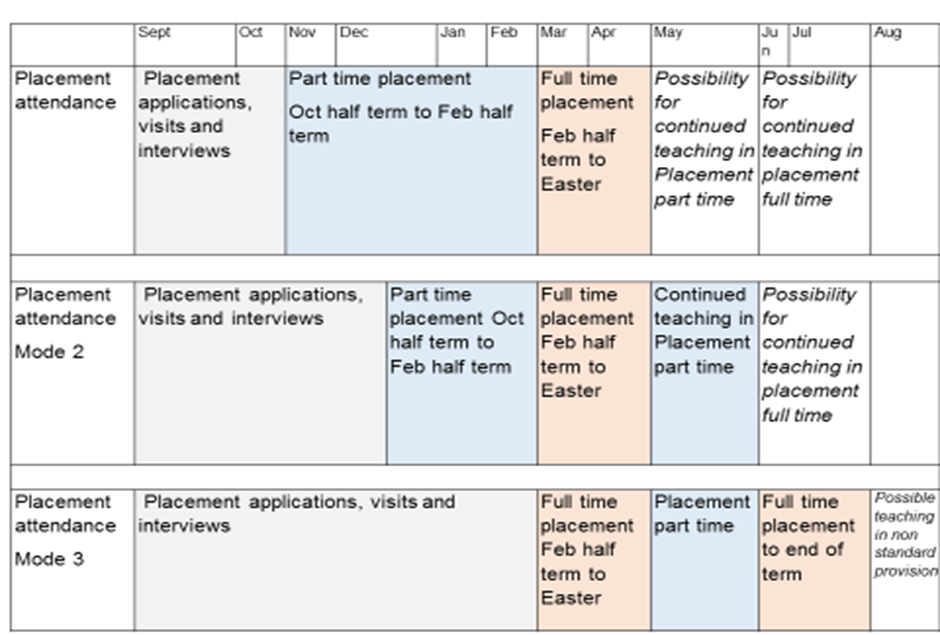 Sept Oct Nov Dec Jan Feb Mar Apr May Ju
n Jul Aug
Placement
attendance
Placement
applications,
visits and
interviews
Part time placement
Oct half term to Feb half
term
Full time
placement
Feb half
term to
Easter
Possibility
for
continued
teaching in
Placement
part time
Possibility
for
continued
teaching in
placement
full time
Placement
attendance
Mode 2
Placement applications,
visits and interviews
Part time
placement Oct
half term to
Feb half term
Full time
placement
Feb half
term to
Easter
Continued
teaching in
Placement
part time
Possibility
for
continued
teaching in
placement
full time
Placement
attendance
Mode 3
Placement applications, visits and
interviews
Full time
placement
Feb half
term to
Easter
Placement
part time
Full time
placement
to end of
term
Possible
teaching
in non
standard
provision